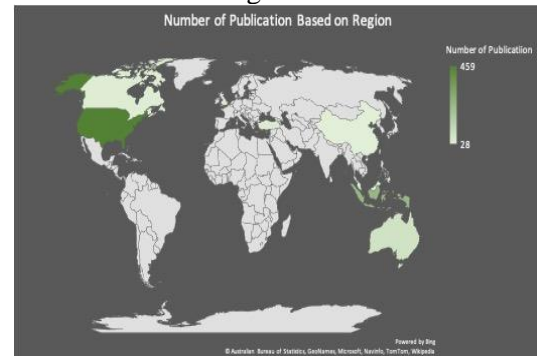 Number of Publication Based on Region
Number of Publication
459
28
Powered by Bing
© Australian Bureau of Statistics, GeoNames, Microsoft, Navinfo, TomTom, Wikipedia